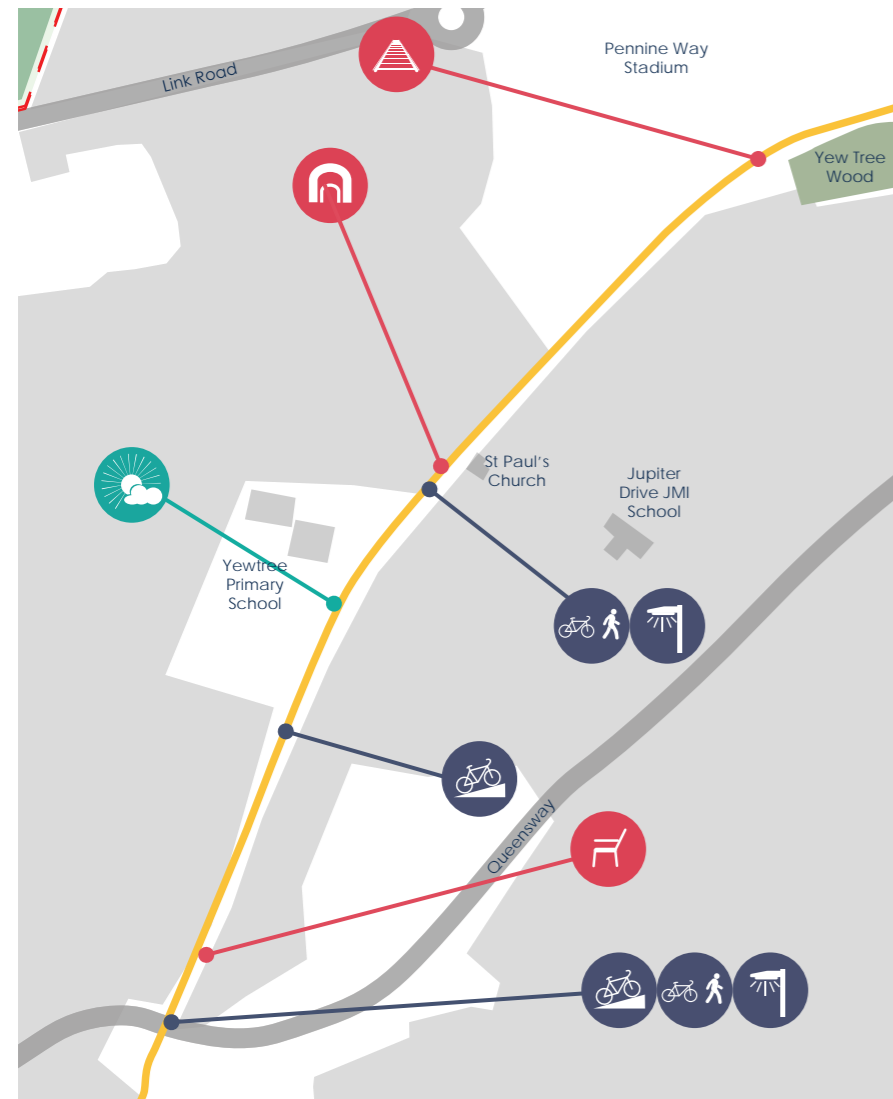 Link Road
Pennine Way
Stadium
Yew Tree
Wood
St Paul's
Church
Jupiter
Drive JMI
School
Yewtree
Primary
School
Queensway